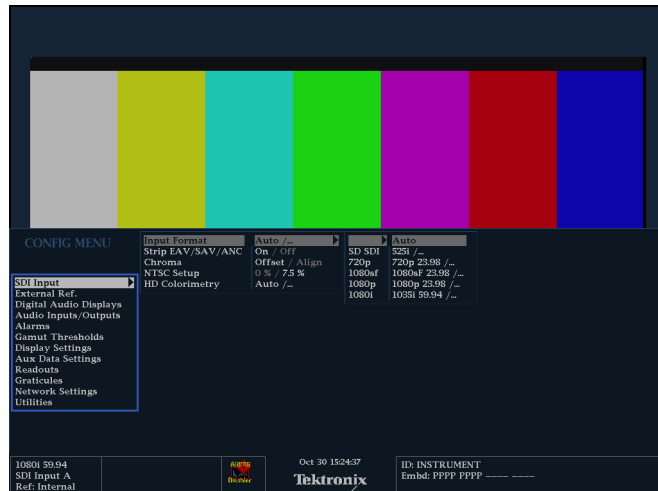 CONFIG MENU
Input Format Auto /... Auto
Strip EAV/SAV/ANC On / Off SD SDI 525i /...
Chroma Offset / Align 720p 720p 23.98 /...
NTSC Setup 0 % / 7.5 % 1080sf 1080sF 23.98 /...
HD Colorimetry Auto /... 1080p 1080p 23.98 /...
1080i 1035i 59.94 /...
SDI Input
External Ref.
Digital Audio Displays
Audio Inputs/Outputs
Alarms
Gamut Thresholds
Display Settings
Aux Data Settings
Readouts
Graticules
Network Settings
Utilities
1080i 59.94
SDI Input A
Ref: Internal
Alarms
Disabled
Oct 30 15:24:37
Tektronix
ID: INSTRUMENT
Embd: PPPP PPPP ---- ----